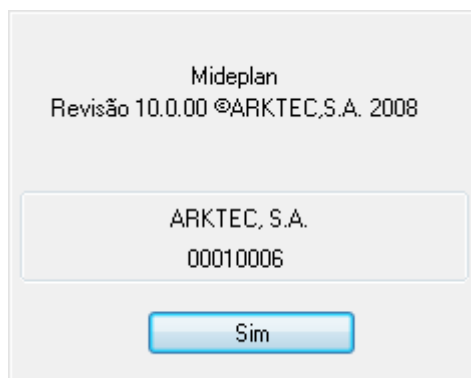 Mideplan
Revisão 10.0.00 ©ARKTEC,S.A. 2008
ARKTEC, S.A.
00010006
Sim